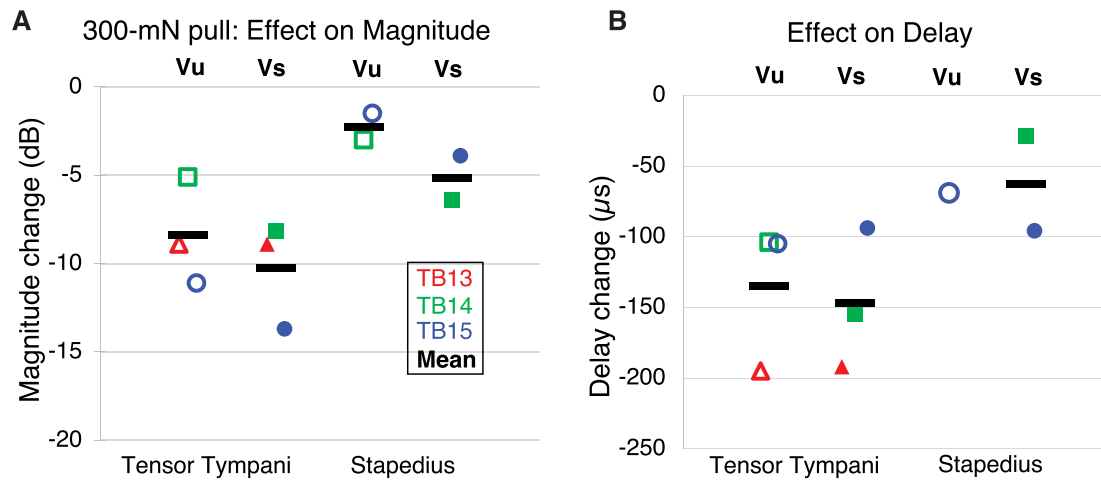 A
300-mN pull: Effect on Magnitude
Vu Vs Vu Vs
Magnitude change (dB)
0
-5
-10
-15
-20
TB13
TB14
TB15
Mean
Tensor Tympani Stapedius
B
Effect on Delay
Vu Vs Vu Vs
Delay change (µs)
0
-50
-100
-150
-200
-250
Tensor Tympani Stapedius